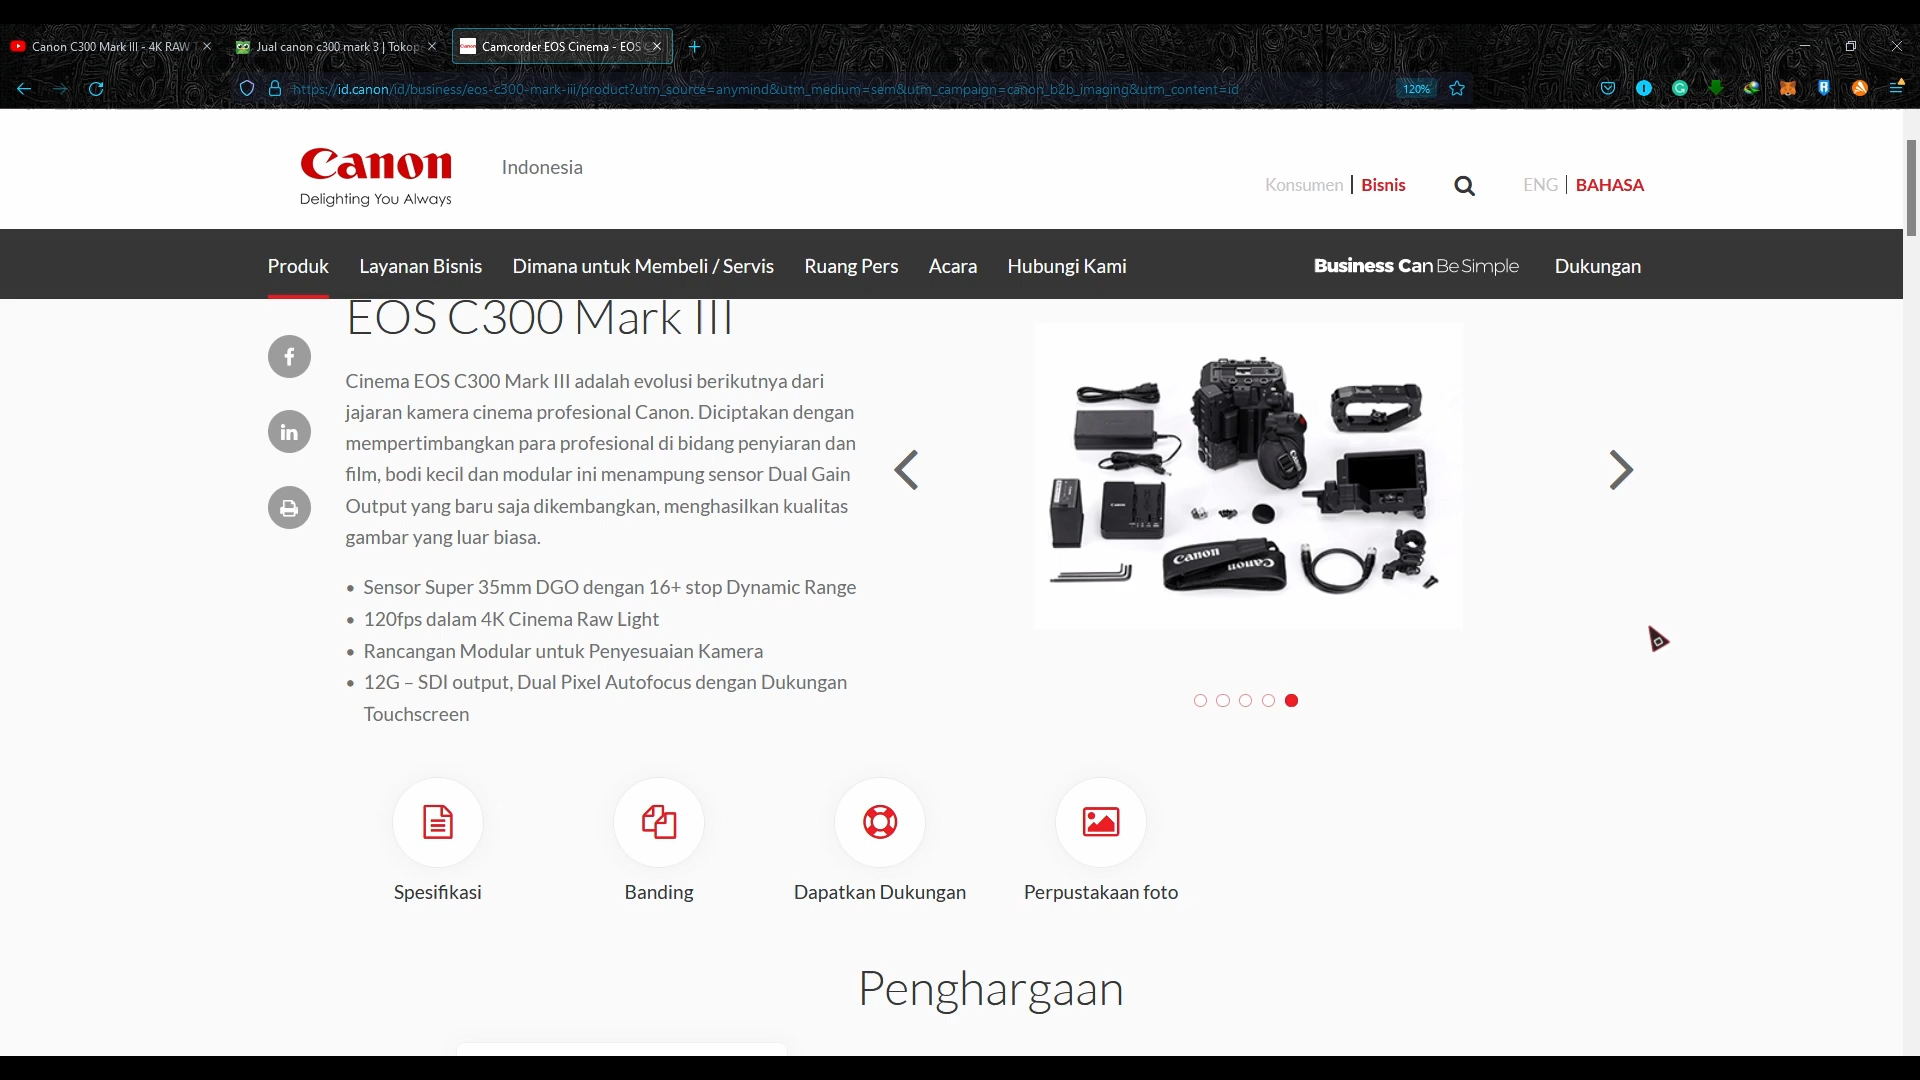 Canon C300 Mark III - 4K RAW
Jual canon c300 mark 3 | Tokop
Camcorder EOS Cinema - EOS
https://id.canon/id/business/eos-c300-mark-iii/product?utm_source=anymind&utm_medium=sem&utm_campaign=canon_b2b_imaging&utm_content=id
120%
Canon
Delighting You Always
Indonesia
Konsumen | Bisnis
ENG | BAHASA
Produk
Layanan Bisnis
Dimana untuk Membeli / Servis
Ruang Pers
Acara
Hubungi Kami
Business Can Be Simple
Dukungan
EOS C300 Mark III
Cinema EOS C300 Mark III adalah evolusi berikutnya dari
jajaran kamera cinema profesional Canon. Diciptakan dengan
mempertimbangkan para profesional di bidang penyiaran dan
film, bodi kecil dan modular ini menampung sensor Dual Gain
Output yang baru saja dikembangkan, menghasilkan kualitas
gambar yang luar biasa.
• Sensor Super 35mm DGO dengan 16+ stop Dynamic Range
• 120fps dalam 4K Cinema Raw Light
• Rancangan Modular untuk Penyesuaian Kamera
• 12G – SDI output, Dual Pixel Autofocus dengan Dukungan
Touchscreen
Canon
Canon
Canon
Spesifikasi
Banding
Dapatkan Dukungan
Perpustakaan foto
Penghargaan